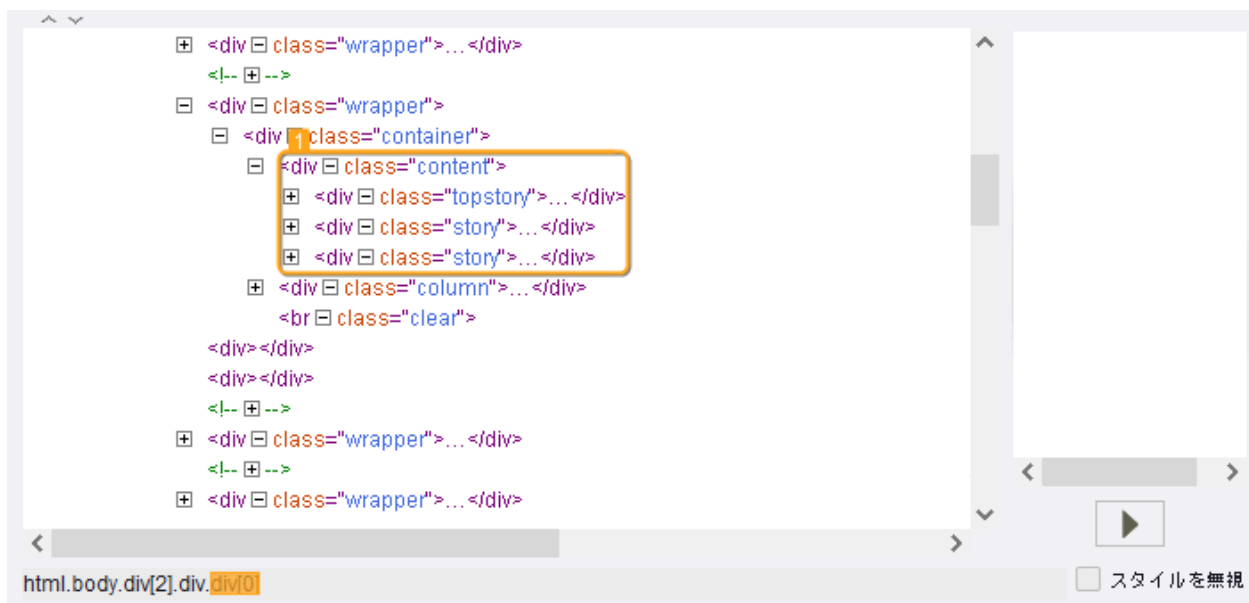 <div class="wrapper">...</div>
<!-- -->
<div class="wrapper">
<div class="container">
1
<div class="content">
<div class="topstory">...</div>
<div class="story">...</div>
<div class="story">...</div>
<div class="column">...</div>
<br class="clear">
<div></div>
<div></div>
<!-- -->
<div class="wrapper">...</div>
<!-- -->
<div class="wrapper">...</div>
html.body.div[2].div.div[0]
スタイルを無視